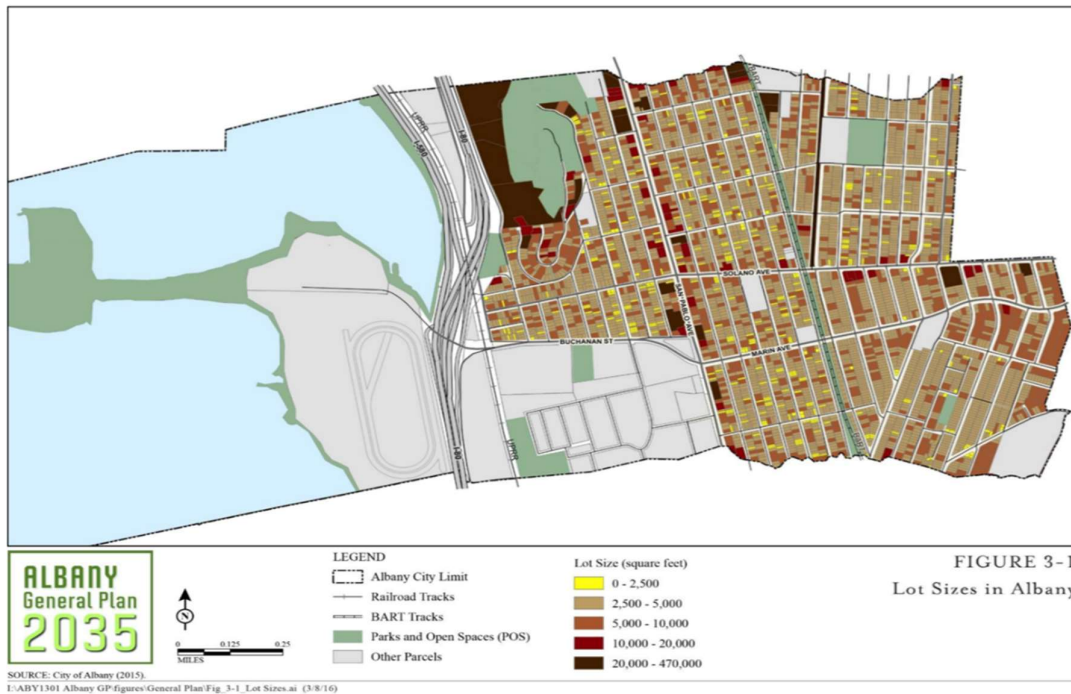 UPRR
I-580
I-80
BART
SOLANO AVE
SAN PABLO AVE
BUCHANAN ST
MARIN AVE
I-80
UPRR
ALBANY
General Plan
2035
N
0 0.125 0.25
MILES
LEGEND
Albany City Limit
Railroad Tracks
BART Tracks
Parks and Open Spaces (POS)
Other Parcels
Lot Size (square feet)
0 - 2,500
2,500 - 5,000
5,000 - 10,000
10,000 - 20,000
20,000 - 470,000
FIGURE 3-1
Lot Sizes in Albany
SOURCE: City of Albany (2015).
I:\ABY1301 Albany GP\figures\General Plan\Fig_3-1_Lot Sizes.ai (3/8/16)